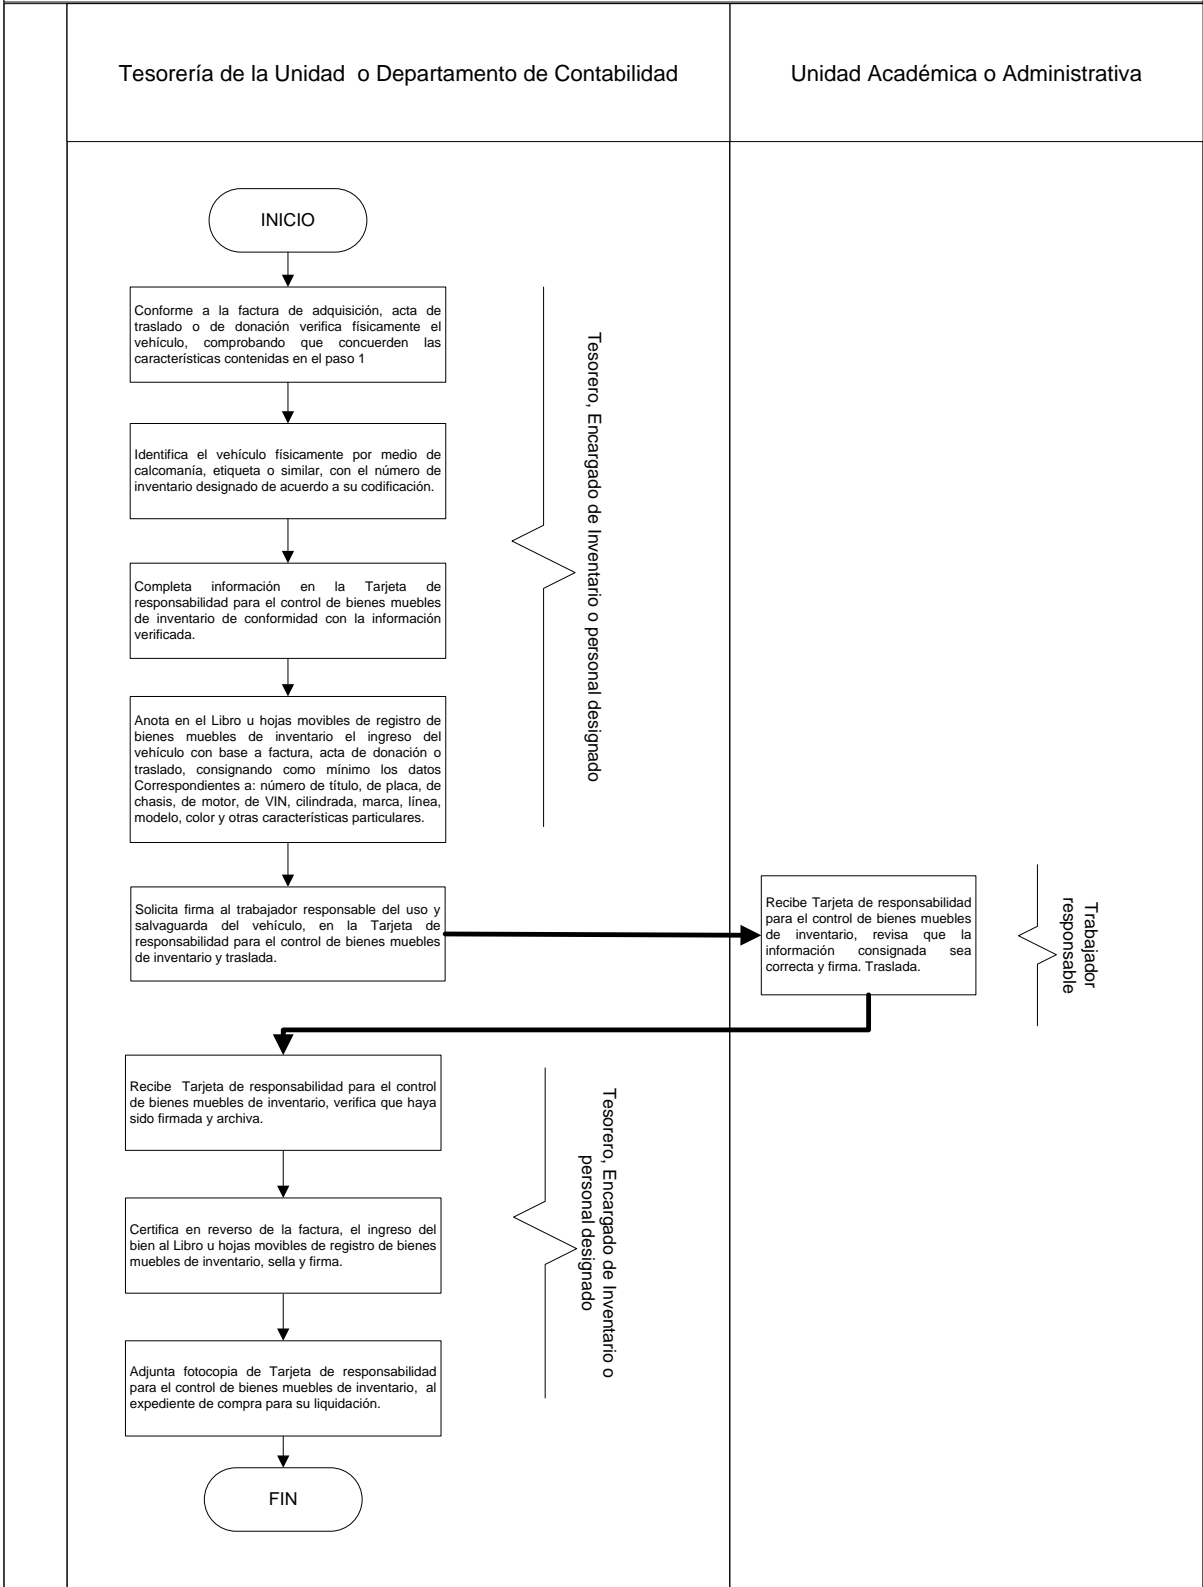 Tesorería de la Unidad o Departamento de Contabilidad
Unidad Académica o Administrativa
INICIO
Conforme a la factura de adquisición, acta de
traslado o de donación verifica físicamente el
vehículo, comprobando que concuerden las
características contenidas en el paso 1
Identifica el vehículo físicamente por medio de
calcomanía, etiqueta o similar, con el número de
inventario designado de acuerdo a su codificación.
Completa información en la Tarjeta de
responsabilidad para el control de bienes muebles
de inventario de conformidad con la información
verificada.
Anota en el Libro u hojas movibles de registro de
bienes muebles de inventario el ingreso del
vehículo con base a factura, acta de donación o
traslado, consignando como mínimo los datos
Correspondientes a: número de título, de placa, de
chasis, de motor, de VIN, cilindrada, marca, línea,
modelo, color y otras características particulares.
Tesorero, Encargado de Inventario o personal designado
Solicita firma al trabajador responsable del uso y
salvaguarda del vehículo, en la Tarjeta de
responsabilidad para el control de bienes muebles
de inventario y traslada.
Recibe Tarjeta de responsabilidad
para el control de bienes muebles
de inventario, revisa que la
información consignada sea
correcta y firma. Traslada.
Trabajador
responsable
Recibe Tarjeta de responsabilidad para el control
de bienes muebles de inventario, verifica que haya
sido firmada y archiva.
Certifica en reverso de la factura, el ingreso del
bien al Libro u hojas movibles de registro de bienes
muebles de inventario, sella y firma.
Adjunta fotocopia de Tarjeta de responsabilidad
para el control de bienes muebles de inventario, al
expediente de compra para su liquidación.
Tesorero, Encargado de Inventario o
personal designado
FIN